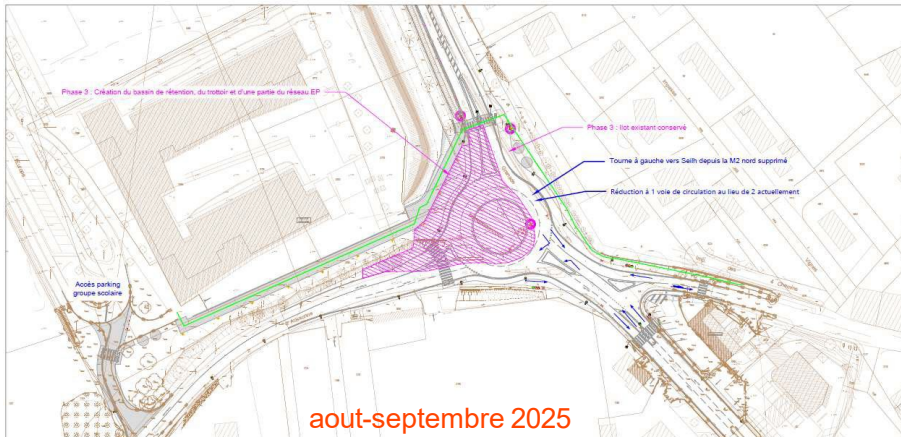 Phase 3 : Création du bassin de rétention, du trottoir et d'une partie du réseau EP
Phase 3 : Ilot existant conservé
Tourne à gauche vers Seilh depuis la M2 nord supprimé
Réduction à 1 voie de circulation au lieu de 2 actuellement
Accès parking
groupe scolaire
aout-septembre 2025